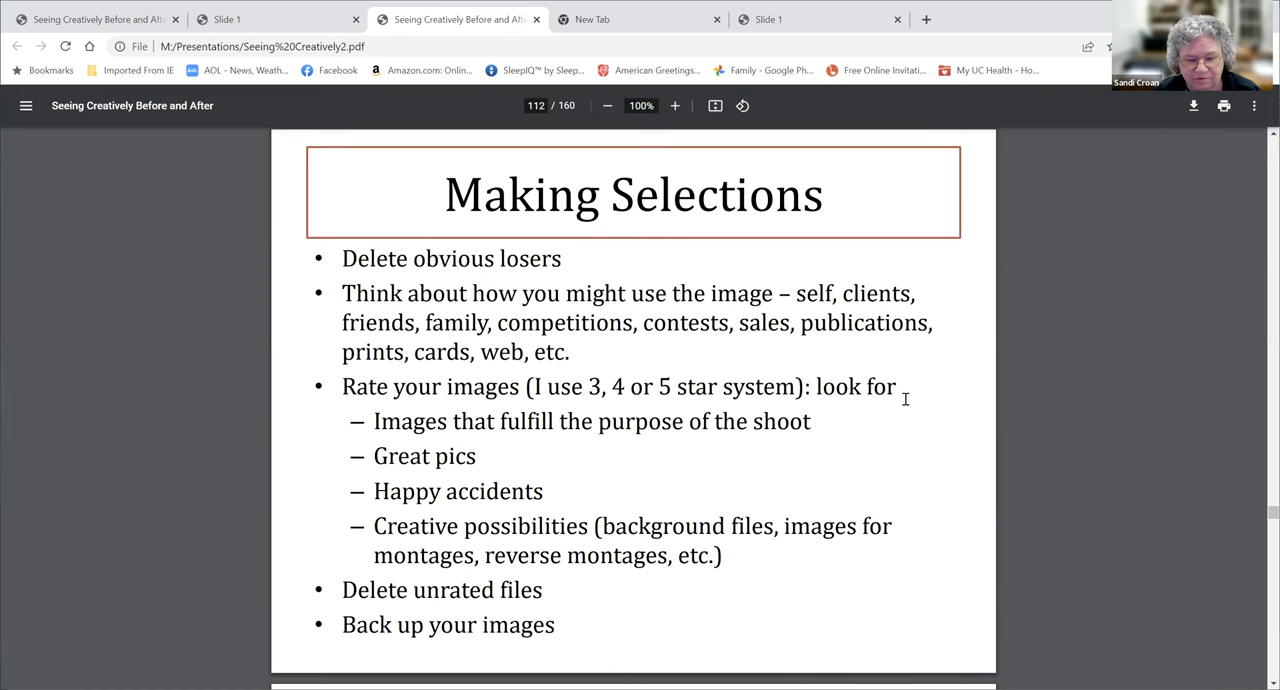 Seeing Creatively Before and Afte
Slide 1
Seeing Creatively Before and Afte
New Tab
Slide 1
File | M:/Presentations/Seeing%20Creatively2.pdf
Bookmarks
Imported From IE
AOL - News, Weath...
Facebook
Amazon.com: Onlin...
SleepIQ™ by Sleep...
American Greetings...
Family - Google Ph...
Free Online Invitati...
My UC Health - Ho...
Sandi Croan
Seeing Creatively Before and After
112 / 160
100%
Making Selections
• Delete obvious losers
• Think about how you might use the image – self, clients,
friends, family, competitions, contests, sales, publications,
prints, cards, web, etc.
• Rate your images (I use 3, 4 or 5 star system): look for
– Images that fulfill the purpose of the shoot
– Great pics
– Happy accidents
– Creative possibilities (background files, images for
montages, reverse montages, etc.)
• Delete unrated files
• Back up your images